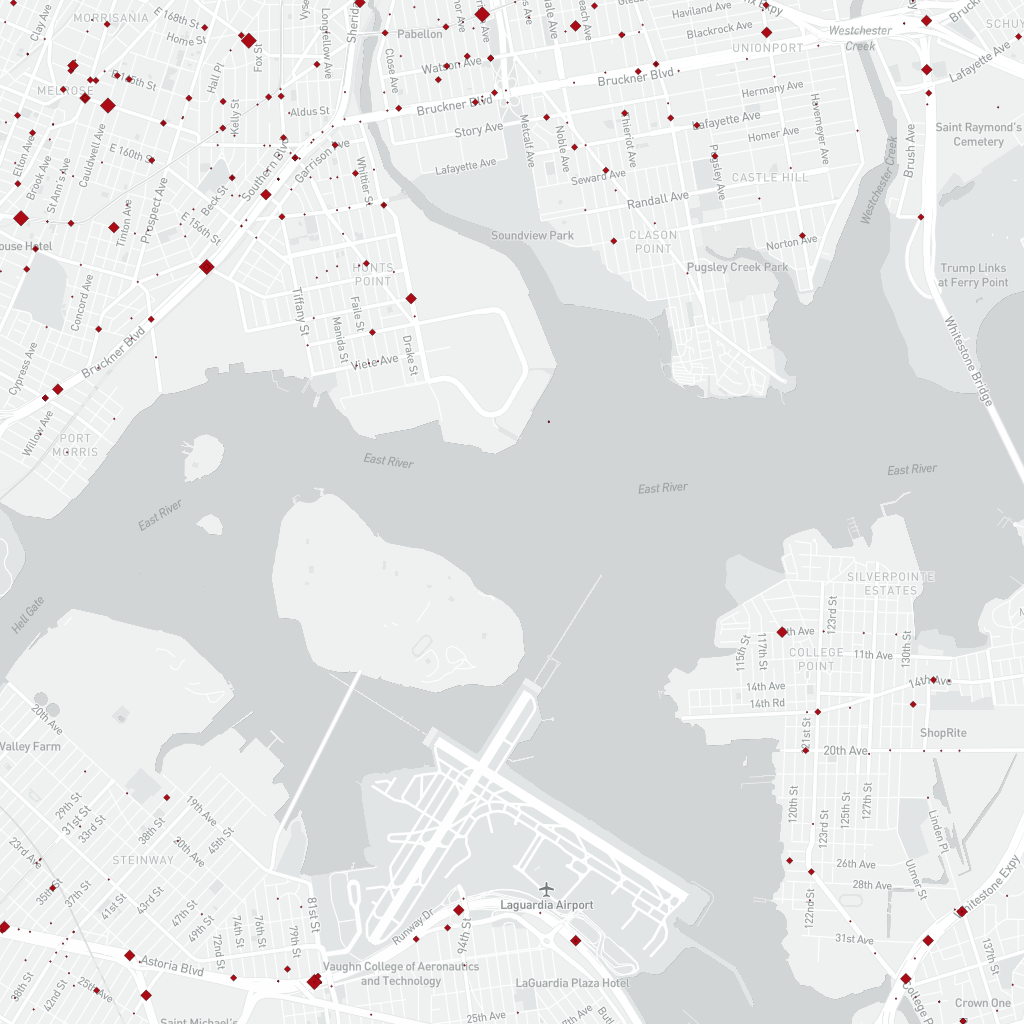 MORRISANIA
Clay Ave
E 168th St
Home St
Hall Pl
Fox St
Longfellow Ave
Close Ave
Pabellon
Watson Ave
Haviland Ave
Blackrock Ave
UNIONPORT
Westchester
Creek
Lafayette Ave
MELROSE
E 165th St
Kelly St
Aldus St
Bruckner Blvd
Bruckner Blvd
Hermany Ave
Lafayette Ave
Homer Ave
Havemeyer Ave
Brush Ave
Saint Raymond's
Cemetery
Elton Ave
Brook Ave
St Ann's Ave
Cauldwell Ave
E 160th St
Southern Blvd
Garrison Ave
Whittier St
Story Ave
Lafayette Ave
Metcalf Ave
Noble Ave
Seward Ave
Pugsley Ave
CASTLE HILL
Westchester Creek
Tinton Ave
Prospect Ave
Beck St
E 156th St
Randall Ave
Soundview Park
CLASON
POINT
Norton Ave
Pugsley Creek Park
Trump Links
at Ferry Point
HUNTS
POINT
Concord Ave
Tiffany St
Manida St
Faile St
Drake St
Viele Ave
Bruckner Blvd
Cypress Ave
Willow Ave
Whitestone Bridge
PORT
MORRIS
East River
East River
East River
East River
Hell Gate
SILVERPOINTE
ESTATES
115th St
117th St
123rd St
130th St
COLLEGE
POINT
11th Ave
14th Ave
14th Ave
14th Rd
20th Ave
ShopRite
20th Ave
Valley Farm
29th St
31st St
33rd St
38th St
19th Ave
20th Ave
45th St
23rd Ave
STEINWAY
35th St
37th St
41st St
43rd St
47th St
49th St
72nd St
74th St
76th St
79th St
81st St
120th St
123rd St
125th St
127th St
Linden Pl
26th Ave
28th Ave
Ulmer St
122nd St
31st Ave
Whitestone Expy
137th St
Crown One
Laguardia Airport
Runway Dr
94th St
Vaughn College of Aeronautics
and Technology
LaGuardia Plaza Hotel
Astoria Blvd
38th St
42nd St
25th Ave
25th Ave
Saint Michael's